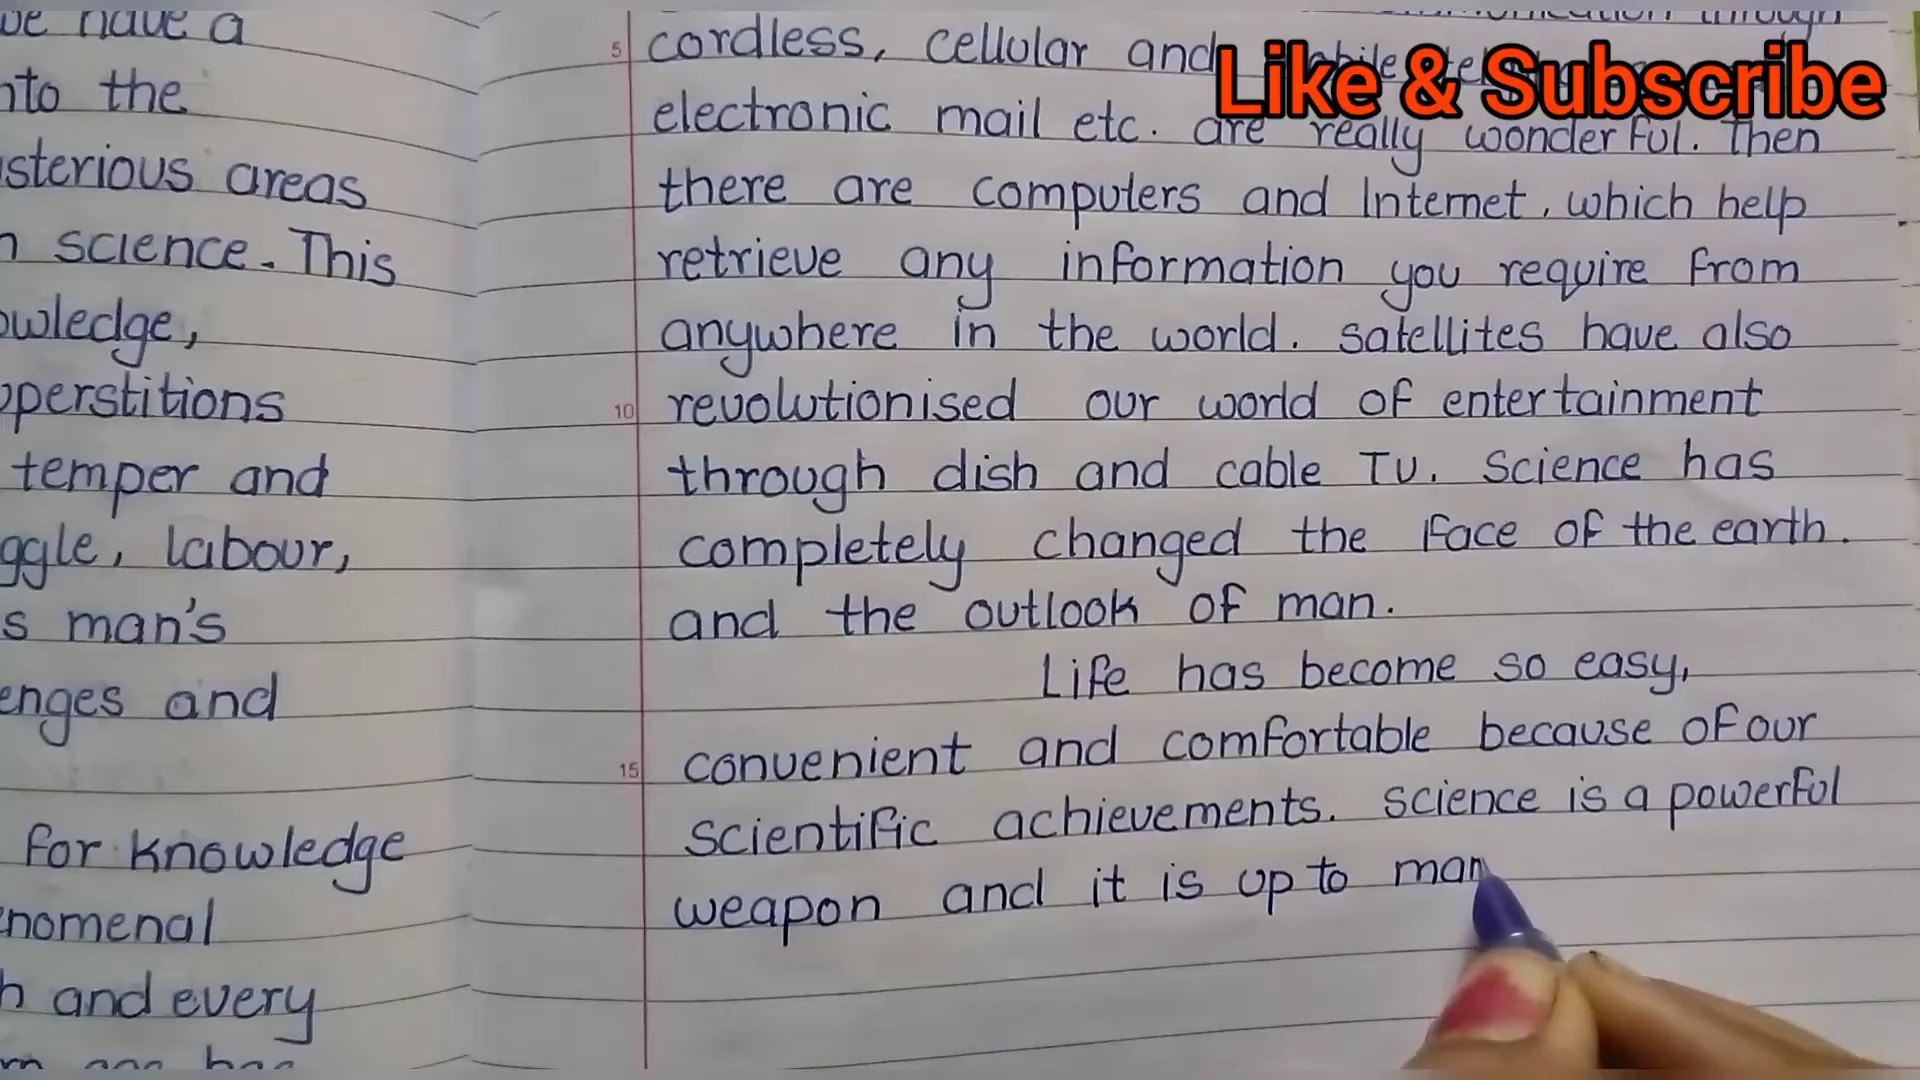 ve have a
nto the
sterious areas
n science. This
owledge,
perstitions
temper and
ggle, labour,
s man's
enges and
for knowledge
nomenal
h and every
5
cordless, cellular and
Like & Subscribe
electronic mail etc. are really wonderful. Then
there are computers and Internet, which help
retrieve any information you require from
anywhere in the world. satellites have also
10
revolutionised our world of entertainment
through dish and cable TV. Science has
completely changed the face of the earth.
and the outlook of man.
Life has become so easy,
15
convenient and comfortable because of our
scientific achievements. Science is a powerful
weapon and it is up to man